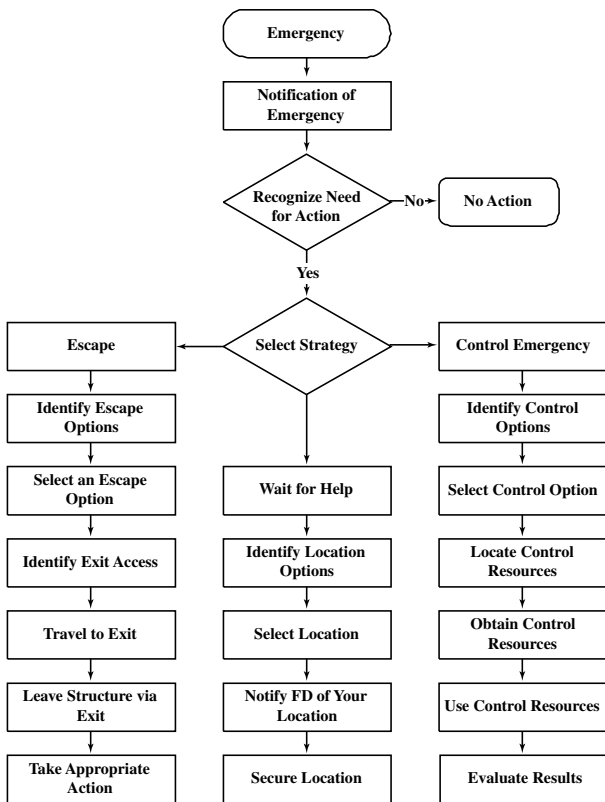 Emergency
Notification of
Emergency
Recognize Need
for Action
No
No Action
Yes
Select Strategy
Escape
Identify Escape
Options
Select an Escape
Option
Identify Exit Access
Travel to Exit
Leave Structure via
Exit
Take Appropriate
Action
Wait for Help
Identify Location
Options
Select Location
Notify FD of Your
Location
Secure Location
Control Emergency
Identify Control
Options
Select Control Option
Locate Control
Resources
Obtain Control
Resources
Use Control Resources
Evaluate Results